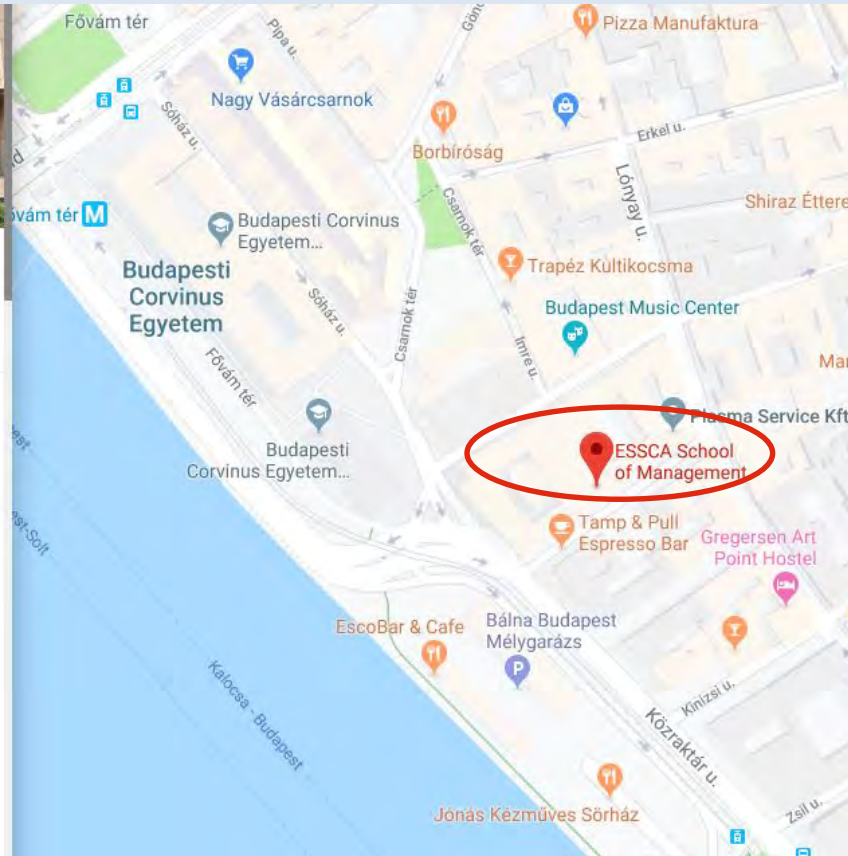 Fővám tér
Pipa u.
Pizza Manufaktura
Nagy Vásárcsarnok
Sóház u.
Borbíróság
Erkel u.
Lónyay u.
Shiraz Éttere
Csarnok tér
vám tér M
Budapesti Corvinus
Egyetem...
Trapéz Kultikocsma
Budapesti
Corvinus
Egyetem
Sóház u.
Csarnok tér
Imre u.
Budapest Music Center
Fővám tér
Plasma Service Kft
Budapesti
Corvinus Egyetem...
ESSCA School
of Management
Tamp & Pull
Espresso Bar
Gregersen Art
Point Hostel
EscoBar & Cafe
Bálna Budapest
Mélygarázs
P
Kalocsa - Budapest
Kinizsi u.
Közraktár u.
Jónás Kézműves Sörház
Zsil u.